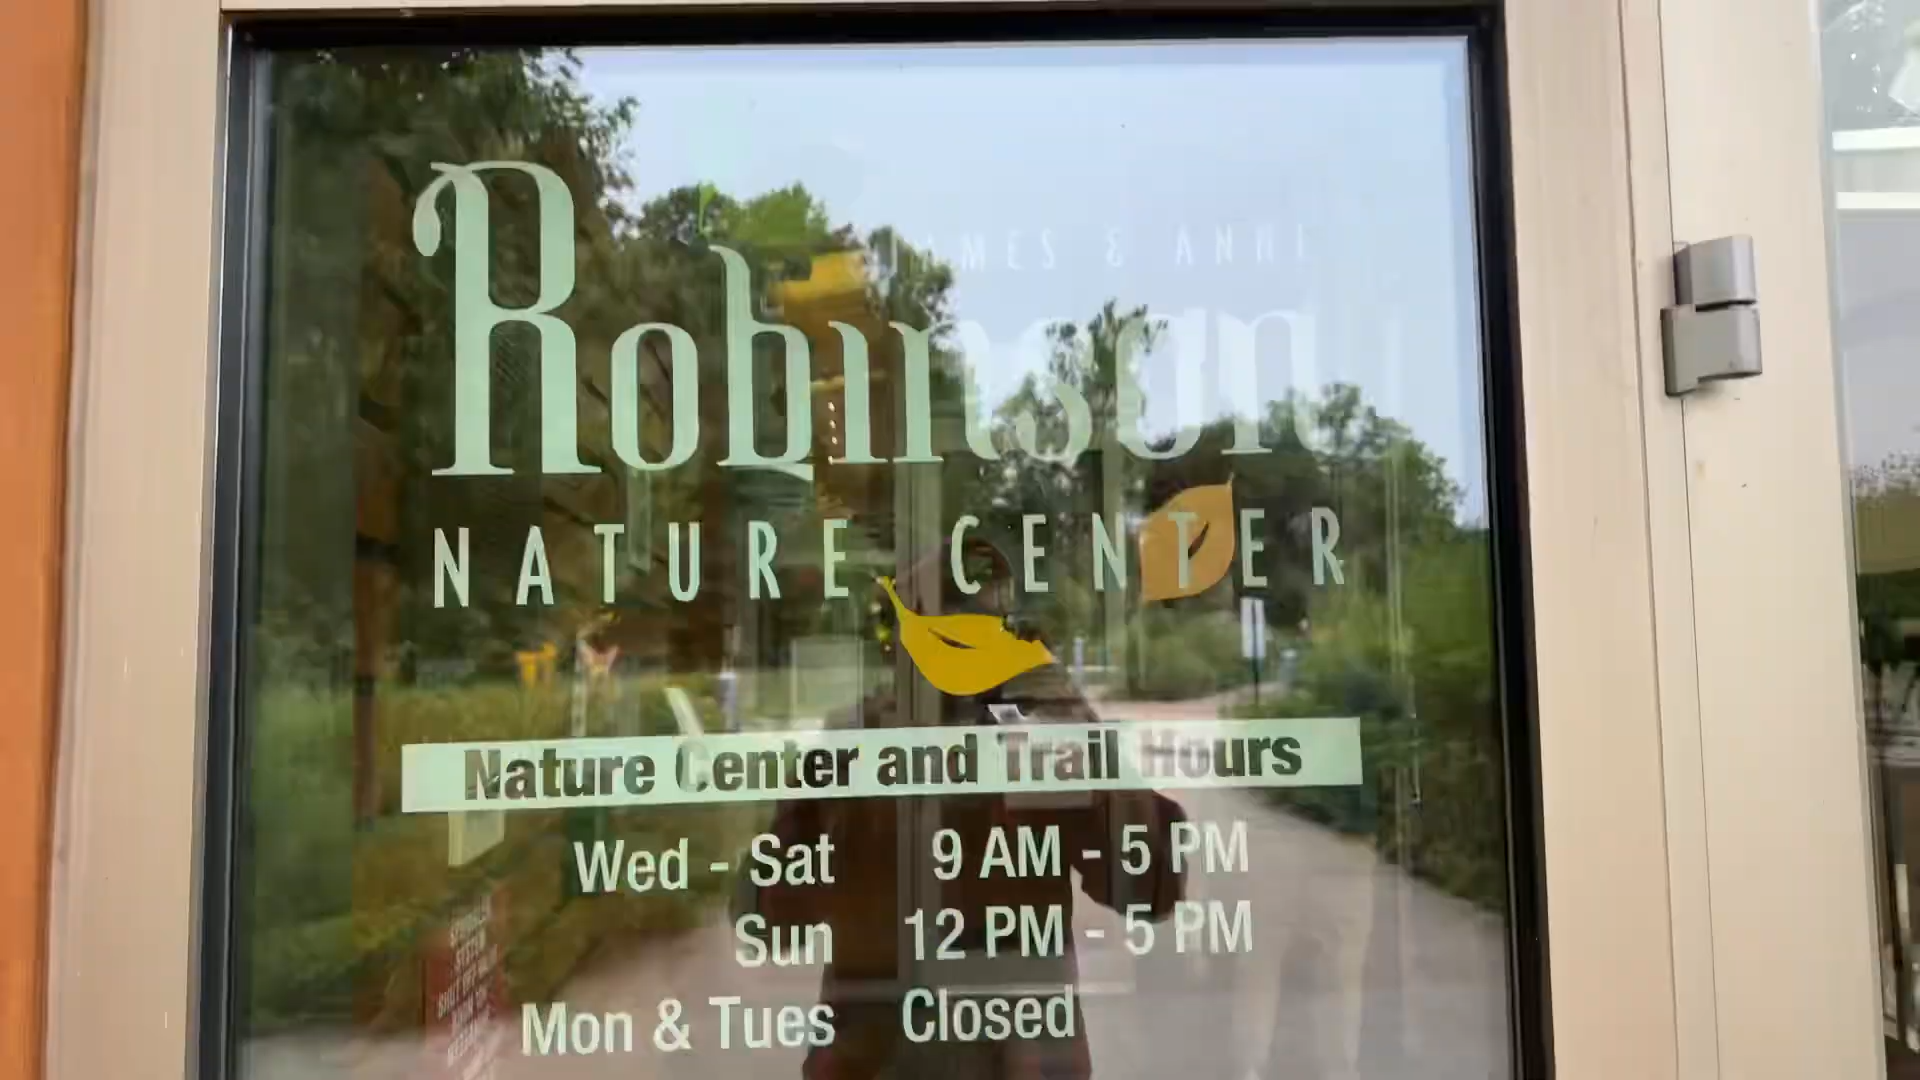 JAMES & ANNE
Robinson
NATURE CENTER
Nature Center and Trail Hours
Wed - Sat 9 AM - 5 PM
Sun 12 PM - 5 PM
Mon & Tues Closed